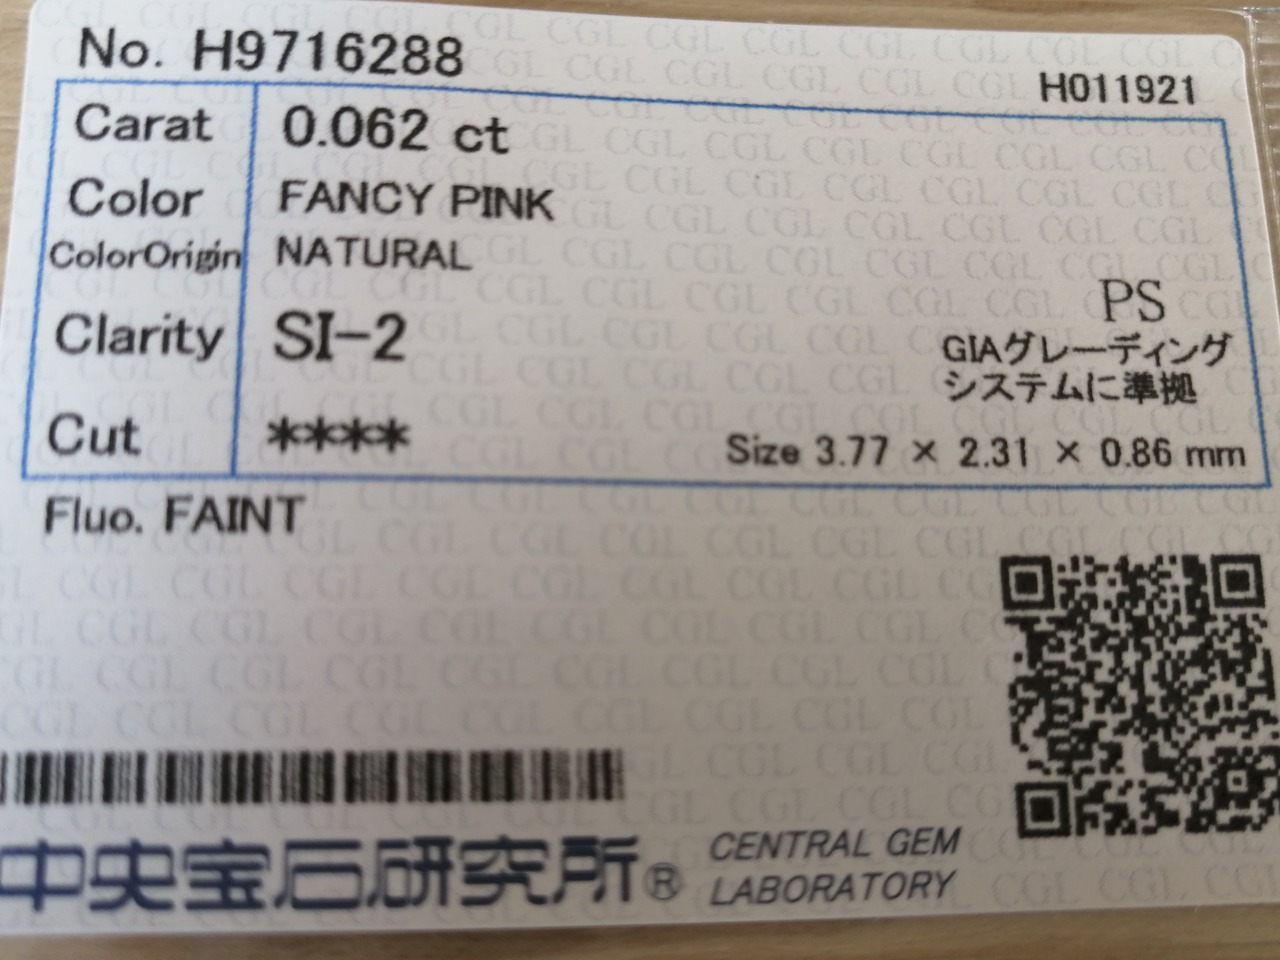 No. H9716288
H011921
Carat 0.062 ct
Color FANCY PINK
ColorOrigin NATURAL
Clarity SI-2
PS
GIAグレーディング
システムに準拠
Cut ****
Size 3.77 × 2.31 × 0.86 mm
Fluo. FAINT
中央宝石研究所®
CENTRAL GEM
LABORATORY